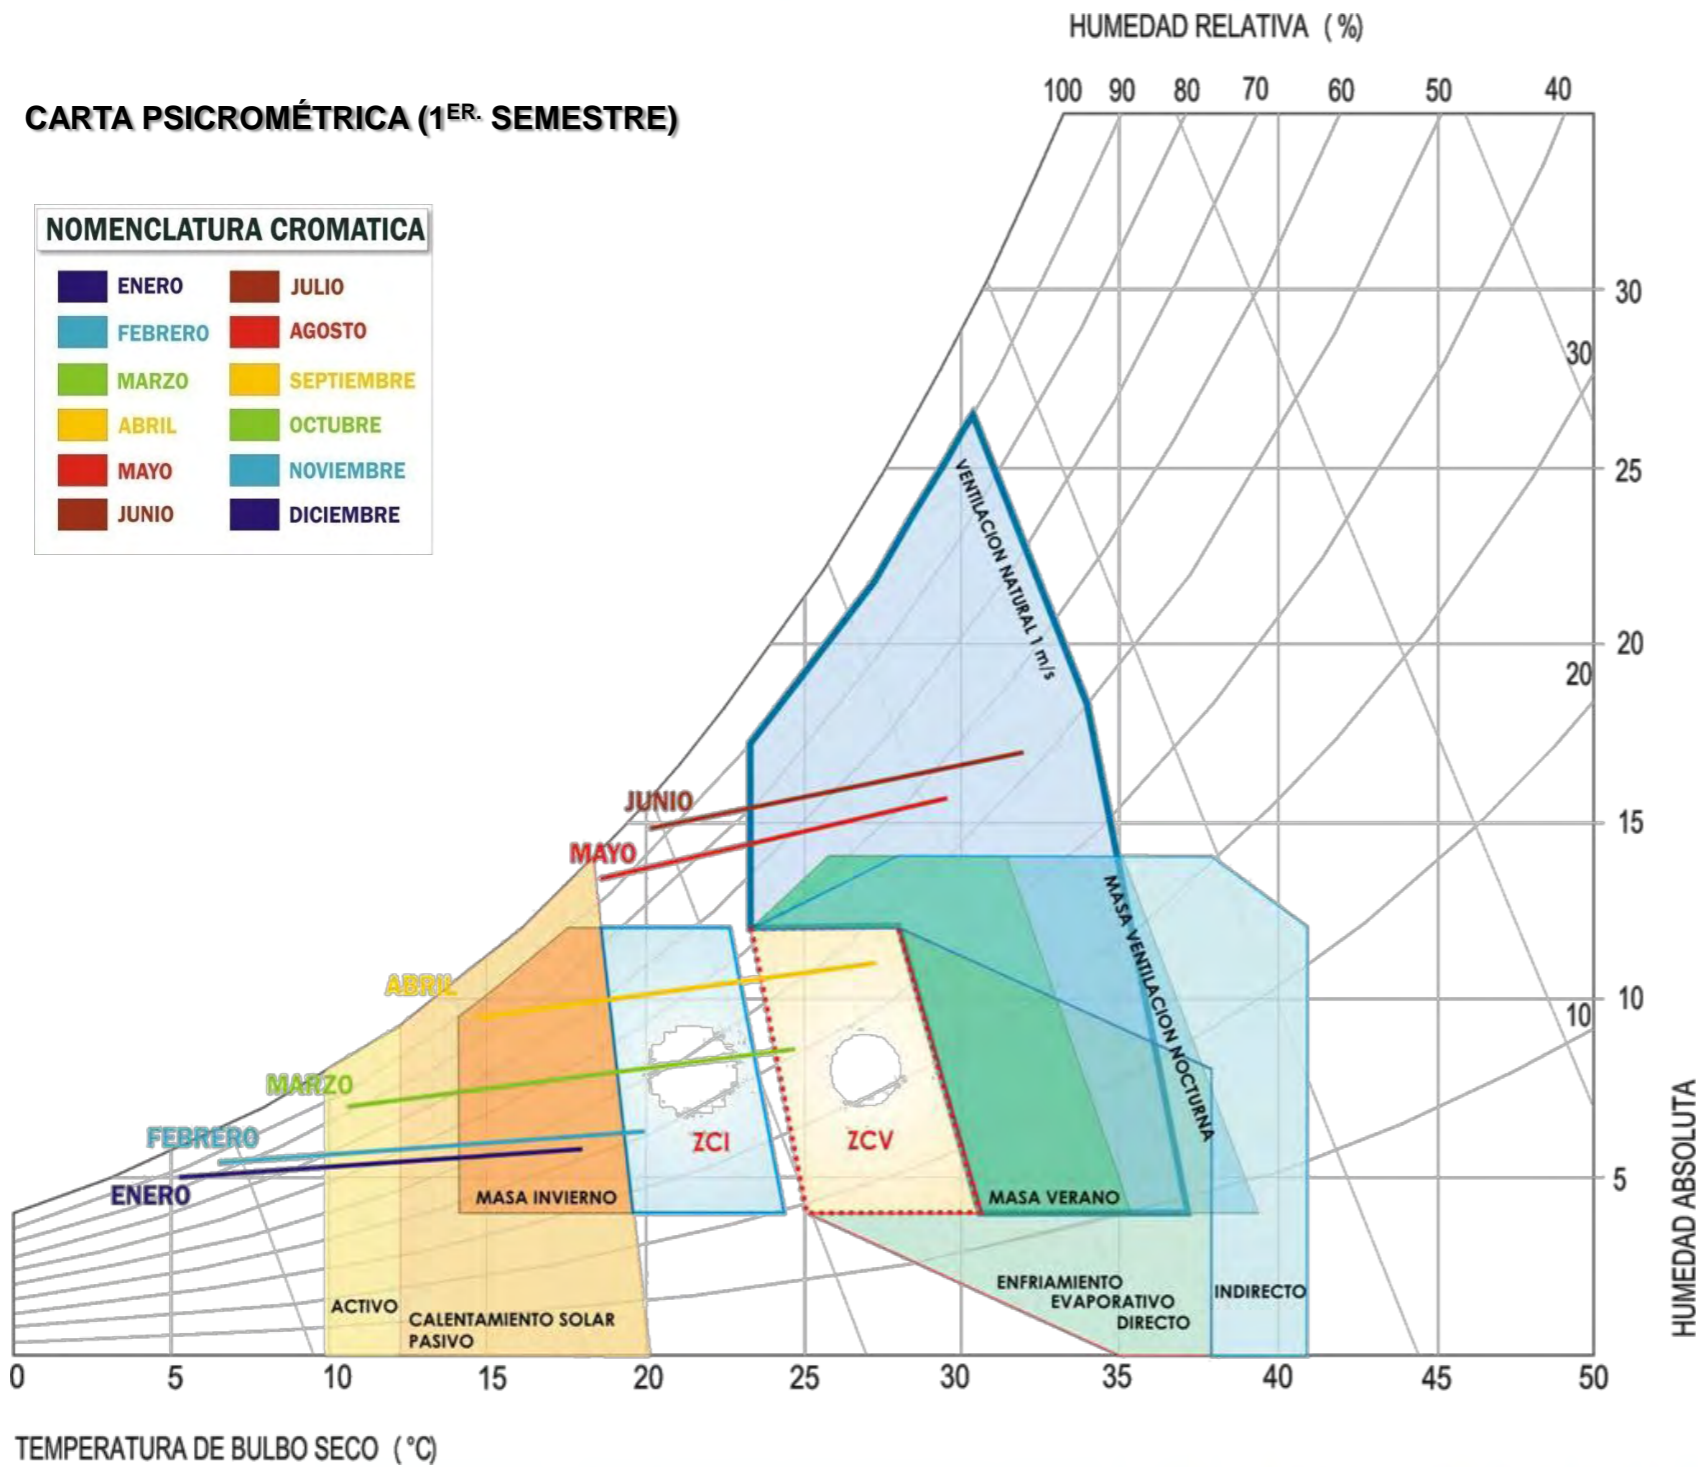 HUMEDAD RELATIVA ( %)
100 90 80 70 60 50 40
CARTA PSICROMÉTRICA (1ER. SEMESTRE)
NOMENCLATURA CROMATICA
ENERO JULIO
FEBRERO AGOSTO
MARZO SEPTIEMBRE
ABRIL OCTUBRE
MAYO NOVIEMBRE
JUNIO DICIEMBRE
30
30
25
20
20
15
10
10
5
HUMEDAD ABSOLUTA
VENTILACION NATURAL 1 m/s
MASA VENTILACION NOCTURNA
JUNIO
MAYO
ABRIL
MARZO
FEBRERO
ENERO
ZCI
ZCV
MASA INVIERNO
MASA VERANO
ACTIVO
CALENTAMIENTO SOLAR
PASIVO
ENFRIAMIENTO
EVAPORATIVO
DIRECTO
INDIRECTO
0 5 10 15 20 25 30 35 40 45 50
TEMPERATURA DE BULBO SECO ( °C)